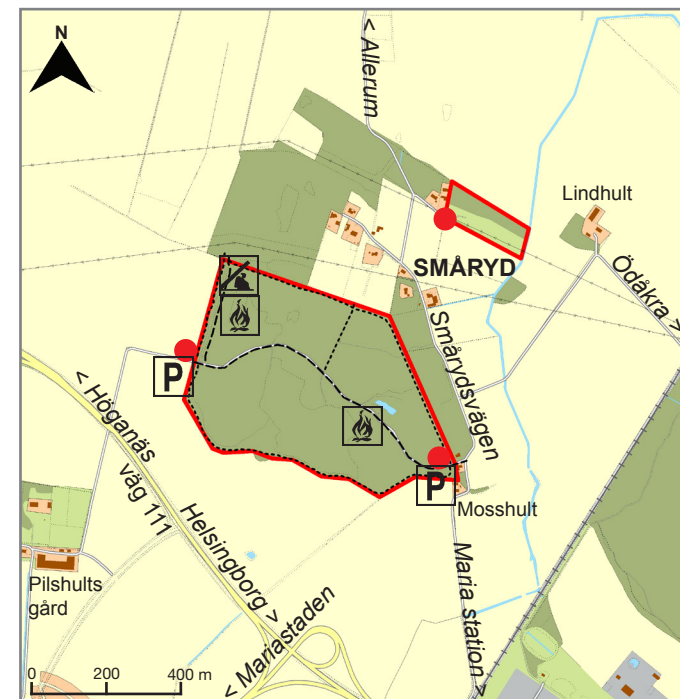 N
< Allerum
Lindhult
SMÅRYD
Ödåkra >
Smårydsvägen
< Höganäs
väg 111
Helsingborg >
P
P
Mosshult
Maria station >
Pilshults
gård
< Mariastaden
0 200 400 m